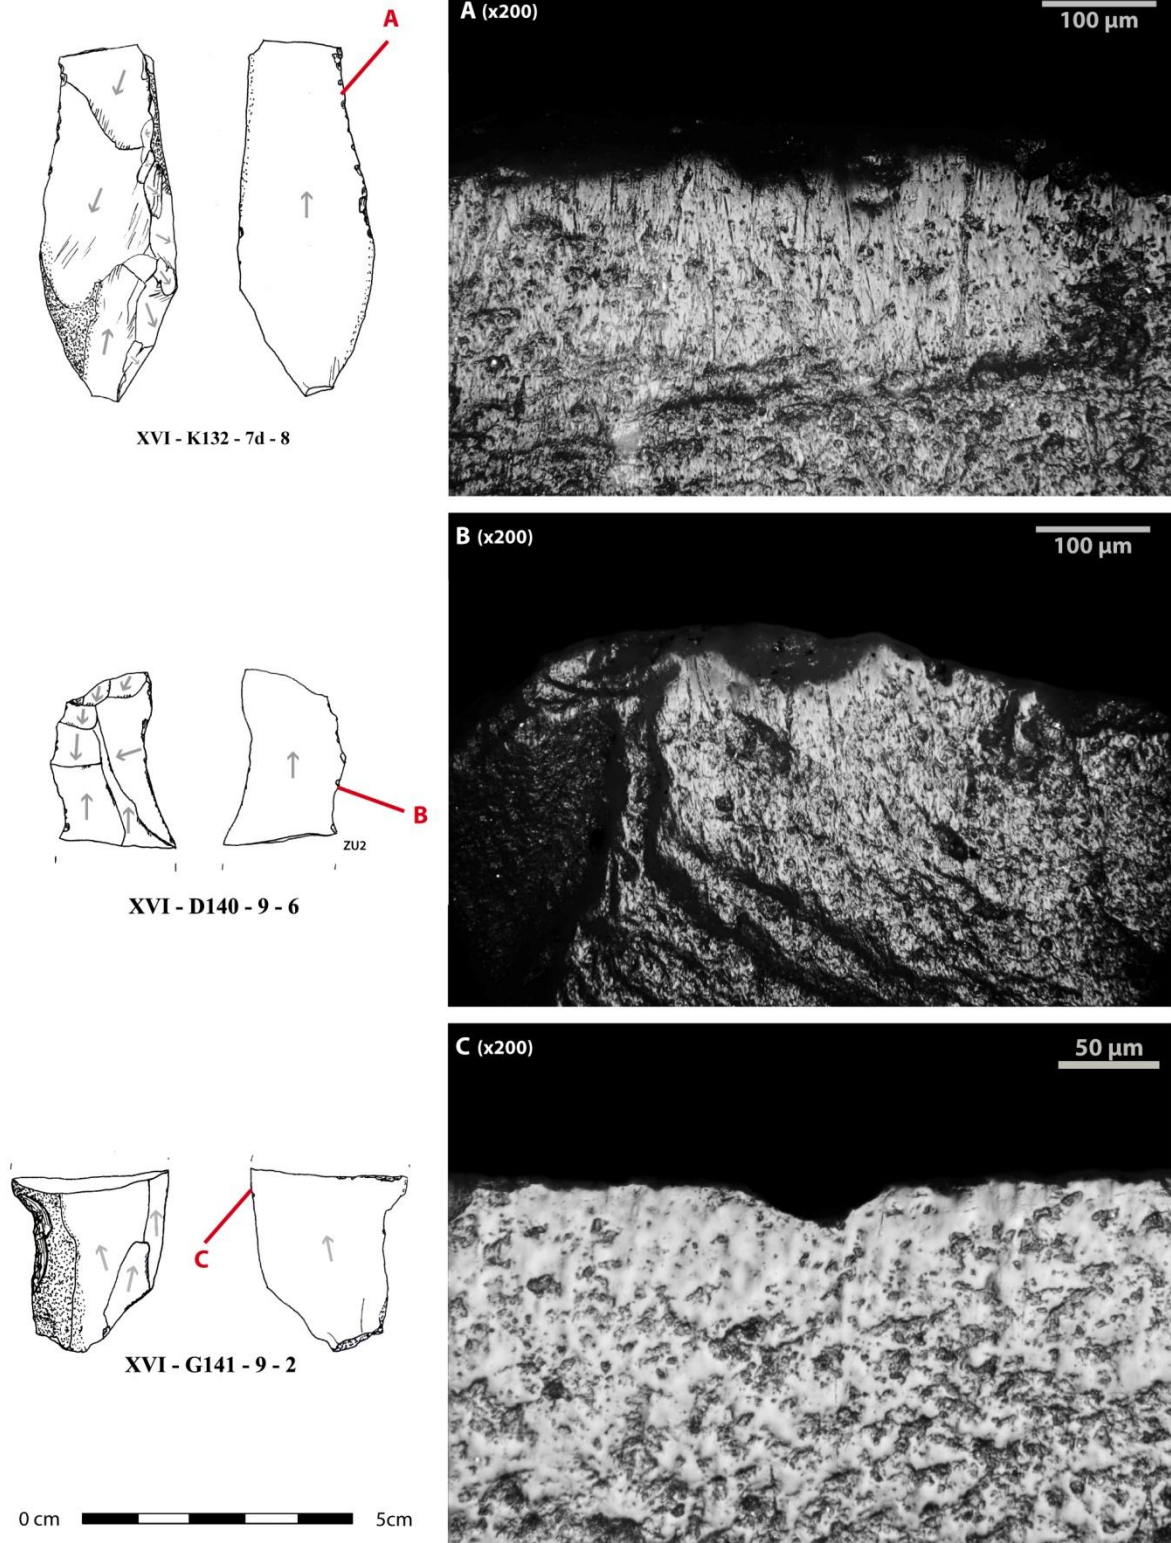 A
A (x200)
100 µm
XVI - K132 - 7d - 8
B (x200)
100 µm
B
ZU2
XVI - D140 - 9 - 6
C (x200)
50 µm
C
XVI - G141 - 9 - 2
0 cm
5cm